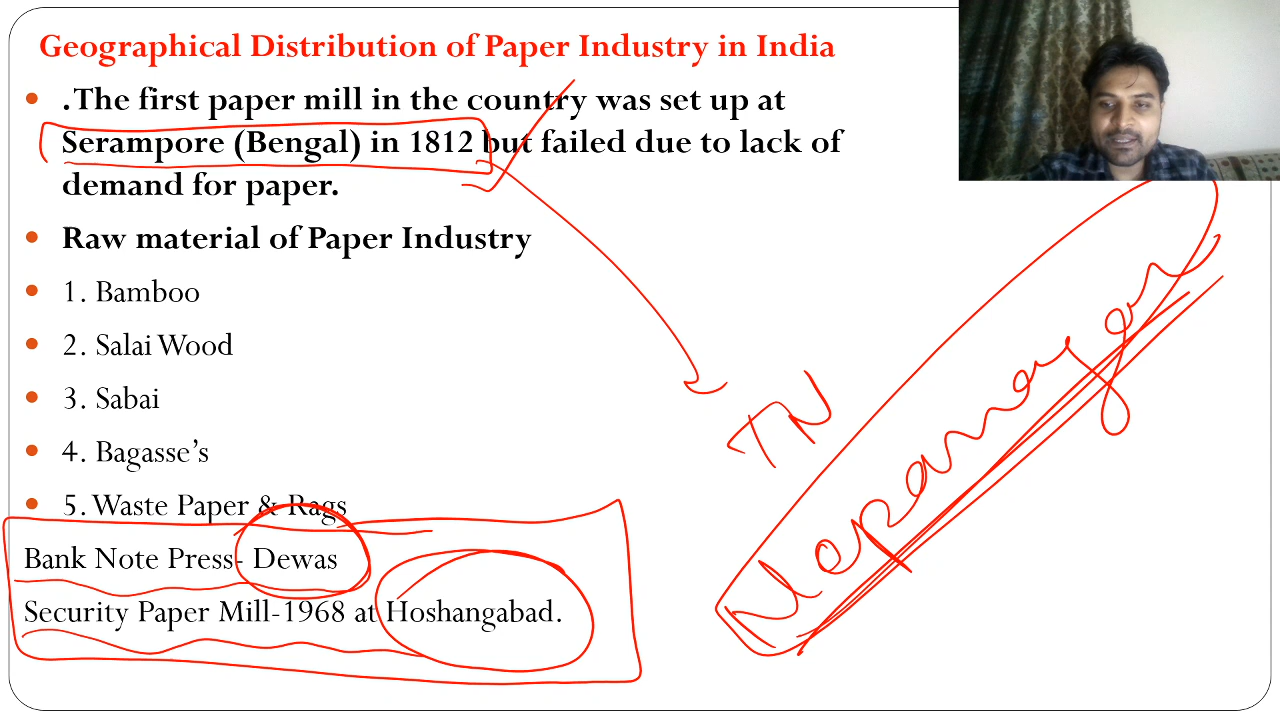 Geographical Distribution of Paper Industry in India
.The first paper mill in the country was set up at
Serampore (Bengal) in 1812 but failed due to lack of
demand for paper.
Raw material of Paper Industry
1. Bamboo
2. Salai Wood
3. Sabai
4. Bagasse's
5. Waste Paper & Rags
Bank Note Press- Dewas
Security Paper Mill-1968 at Hoshangabad.
TN
Nepanagar